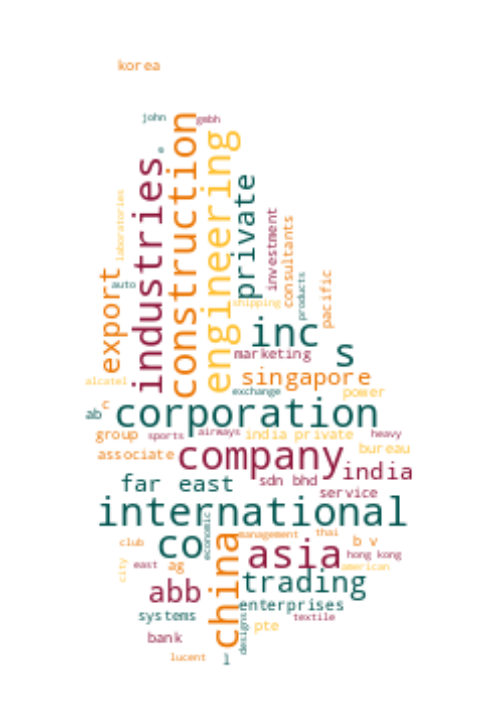 korea
john
gmbh
e
construction
engineering
industries
private
laboratories
investment
consultants
export
auto
products
pacific
shipping
inc
s
marketing
alcatel
singapore
exchange
power
c
ab
corporation
group
sports
airways
india private
heavy
associate
company
bureau
india
far east
sdn bhd
service
international
economic
club
co
china
management
thai
b v
asia
hong kong
city
east
ag
american
abb
trading
enterprises
systems
designs
textile
pte
bank
lucent
l